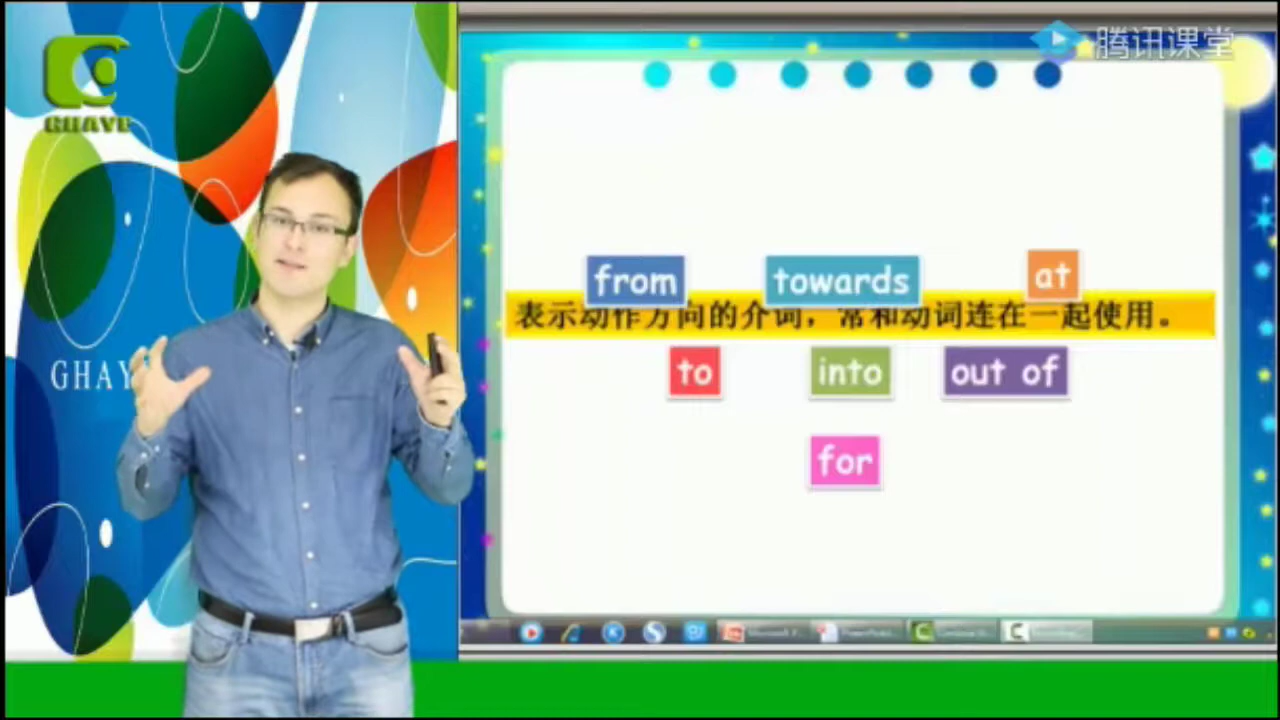 腾讯课堂
GHAYE
from towards at
表示动作方向的介词，常和动词连在一起使用。
GHAY
to into out of
for